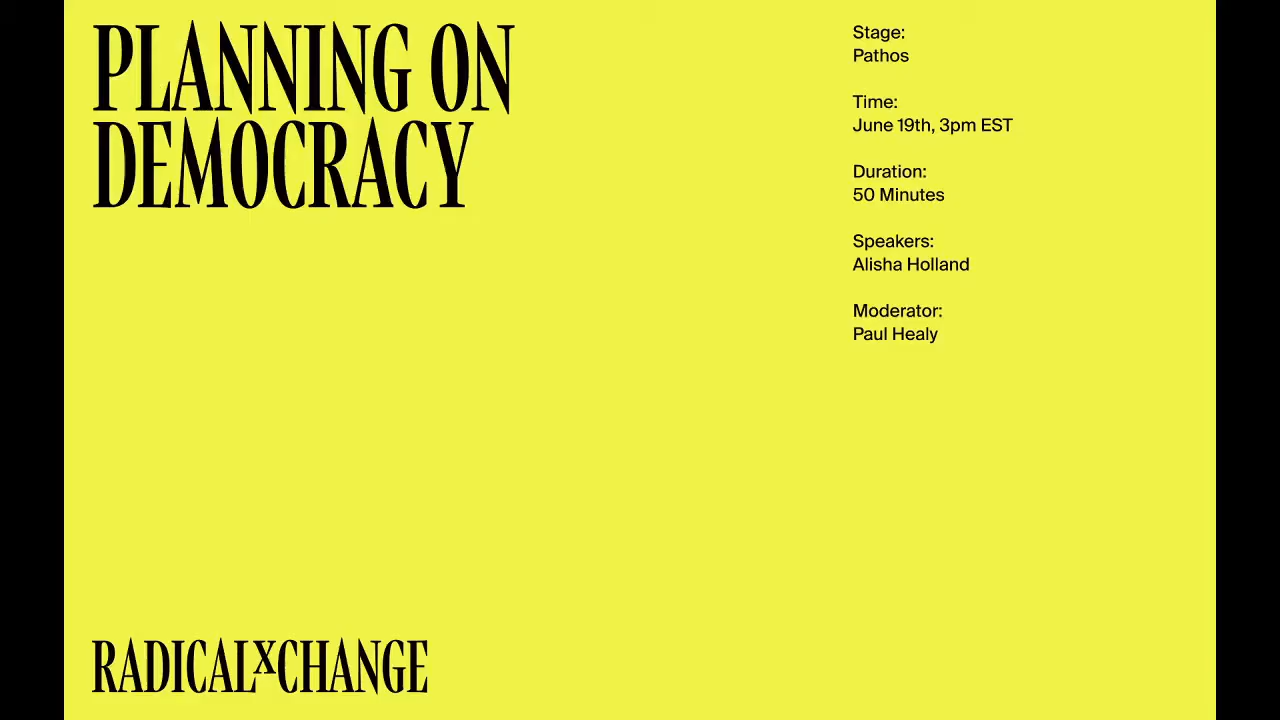 PLANNING ON
DEMOCRACY
Stage:
Pathos
Time:
June 19th, 3pm EST
Duration:
50 Minutes
Speakers:
Alisha Holland
Moderator:
Paul Healy
RADICALXCHANGE